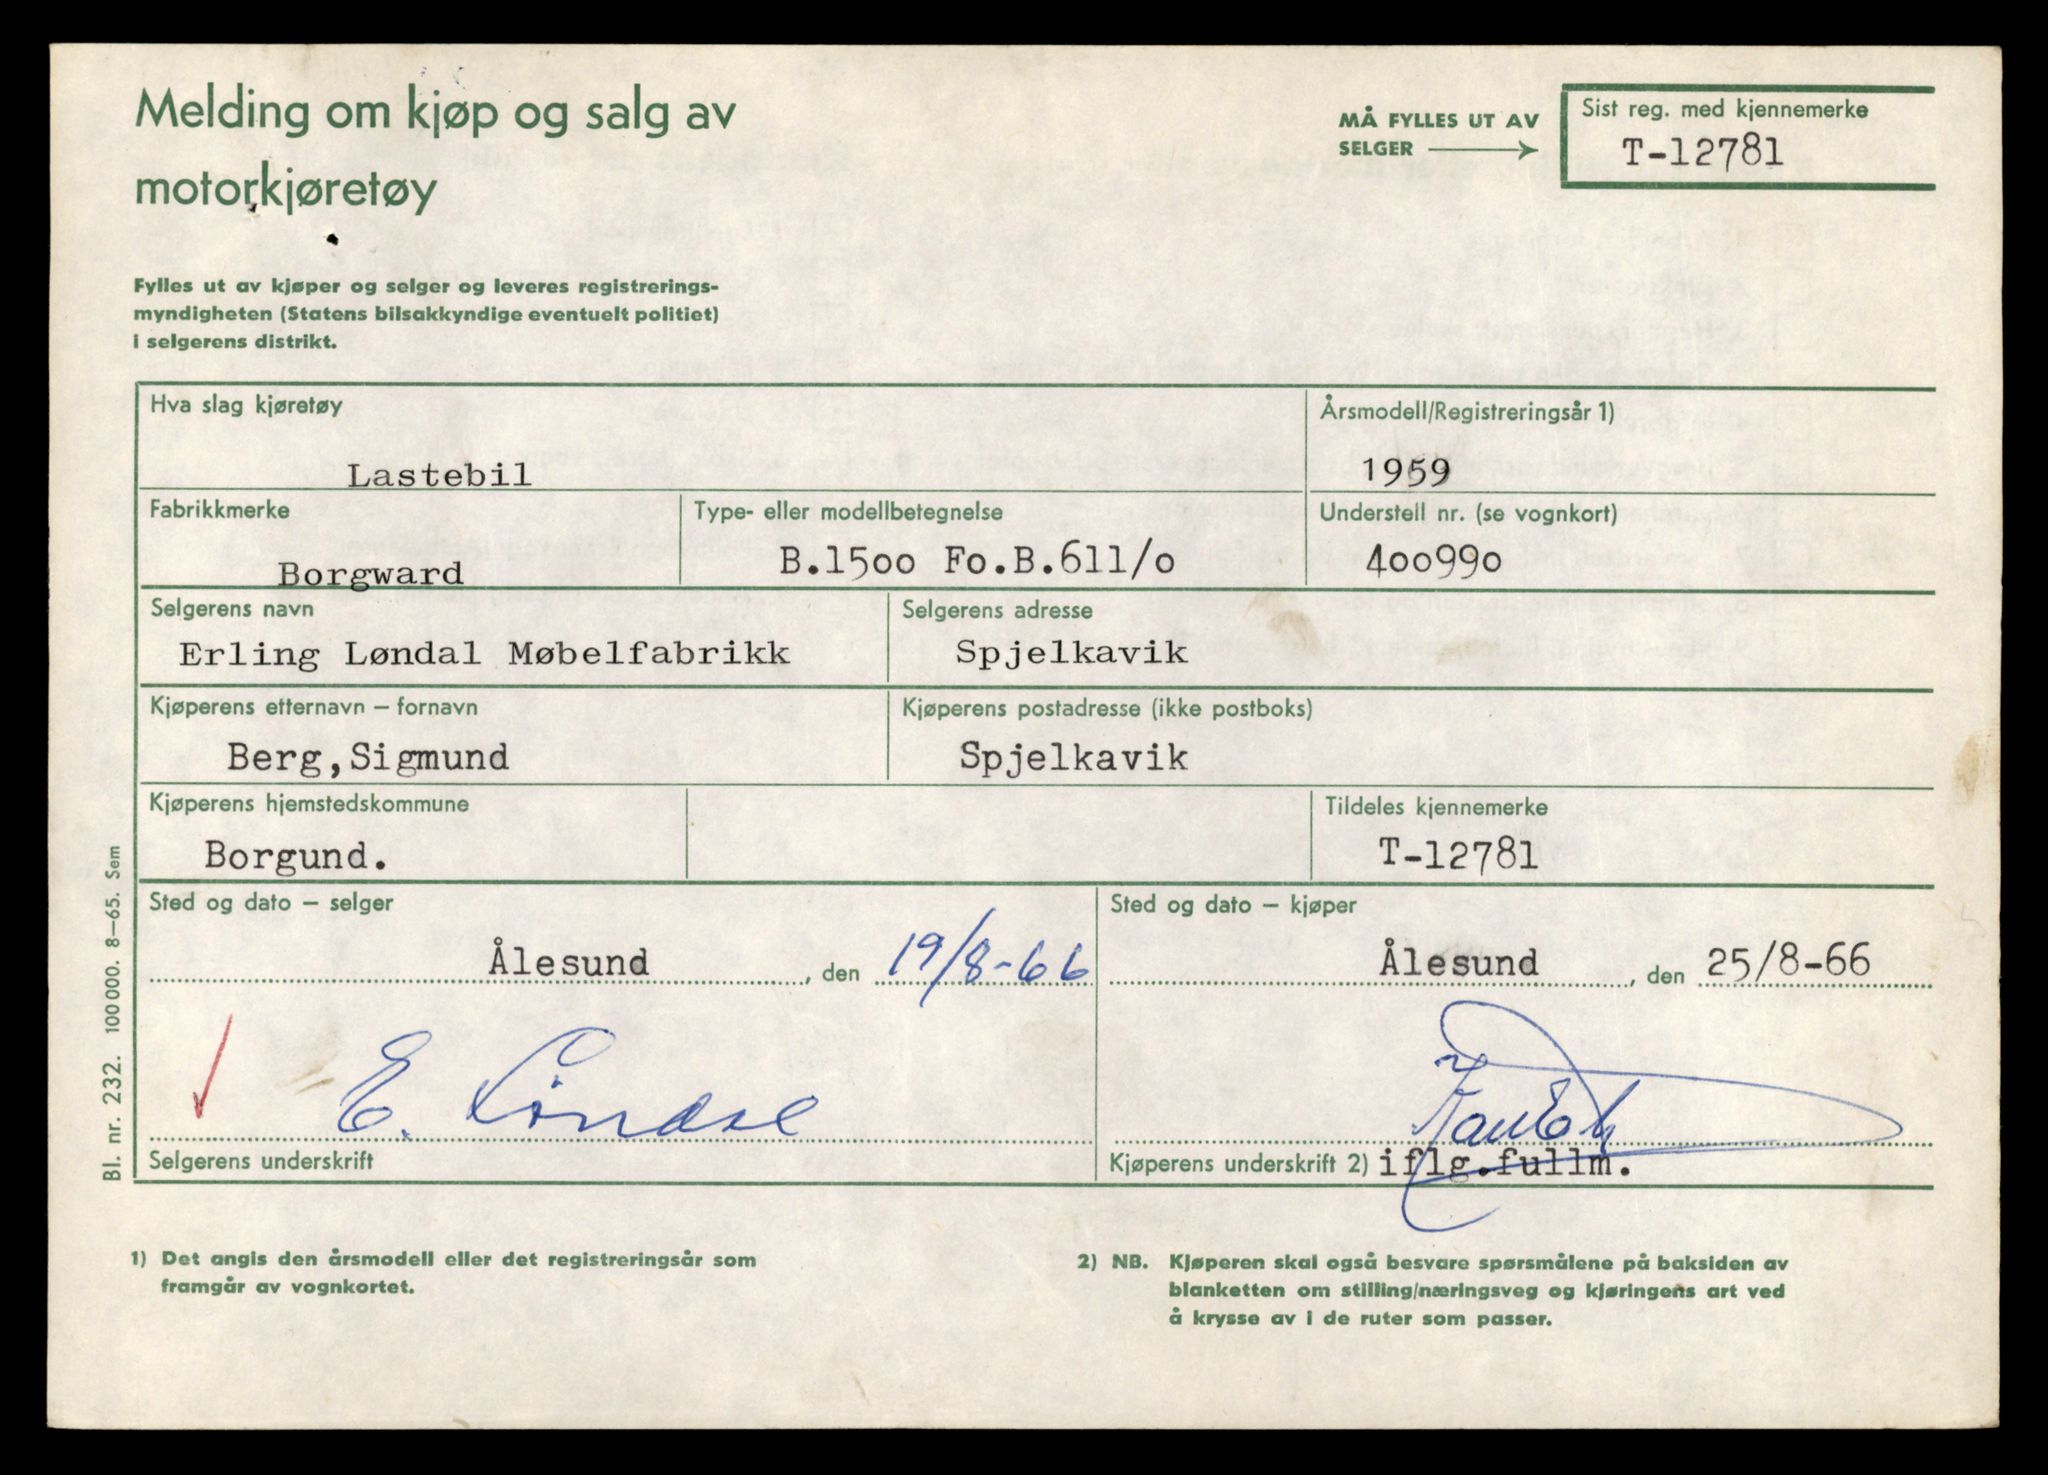 Melding om kjøp og salg av
motorkjøretøy
MÅ FYLLES UT AV
SELGER
Sist reg. med kjennemerke
T-12781
Fylles ut av kjøper og selger og leveres registrerings-
myndigheten (Statens bilsakkyndige eventuelt politiet)
i selgerens distrikt.
Hva slag kjøretøy
Årsmodell/Registreringsår 1)
Lastebil
1959
Fabrikkmerke
Type- eller modellbetegnelse
Understell nr. (se vognkort)
Borgward
B.15oo Fo.B.611/o
4oo99o
Selgerens navn
Selgerens adresse
Erling Løndal Møbelfabrikk
Spjelkavik
Kjøperens etternavn – fornavn
Kjøperens postadresse (ikke postboks)
Berg,Sigmund
Spjelkavik
Kjøperens hjemstedskommune
Tildeles kjennemerke
Borgund.
T-12781
Sted og dato – selger
Sted og dato – kjøper
Ålesund, den 19/8-66
Ålesund, den 25/8-66
E. Løndal
Selgerens underskrift
Kjøperens underskrift 2) iflg.fullm.
Bl. nr. 232. 100 000. 8–65. Sem
1) Det angis den årsmodell eller det registreringsår som
framgår av vognkortet.
2) NB. Kjøperen skal også besvare spørsmålene på baksiden av
blanketten om stilling/næringsveg og kjøringens art ved
å krysse av i de ruter som passer.